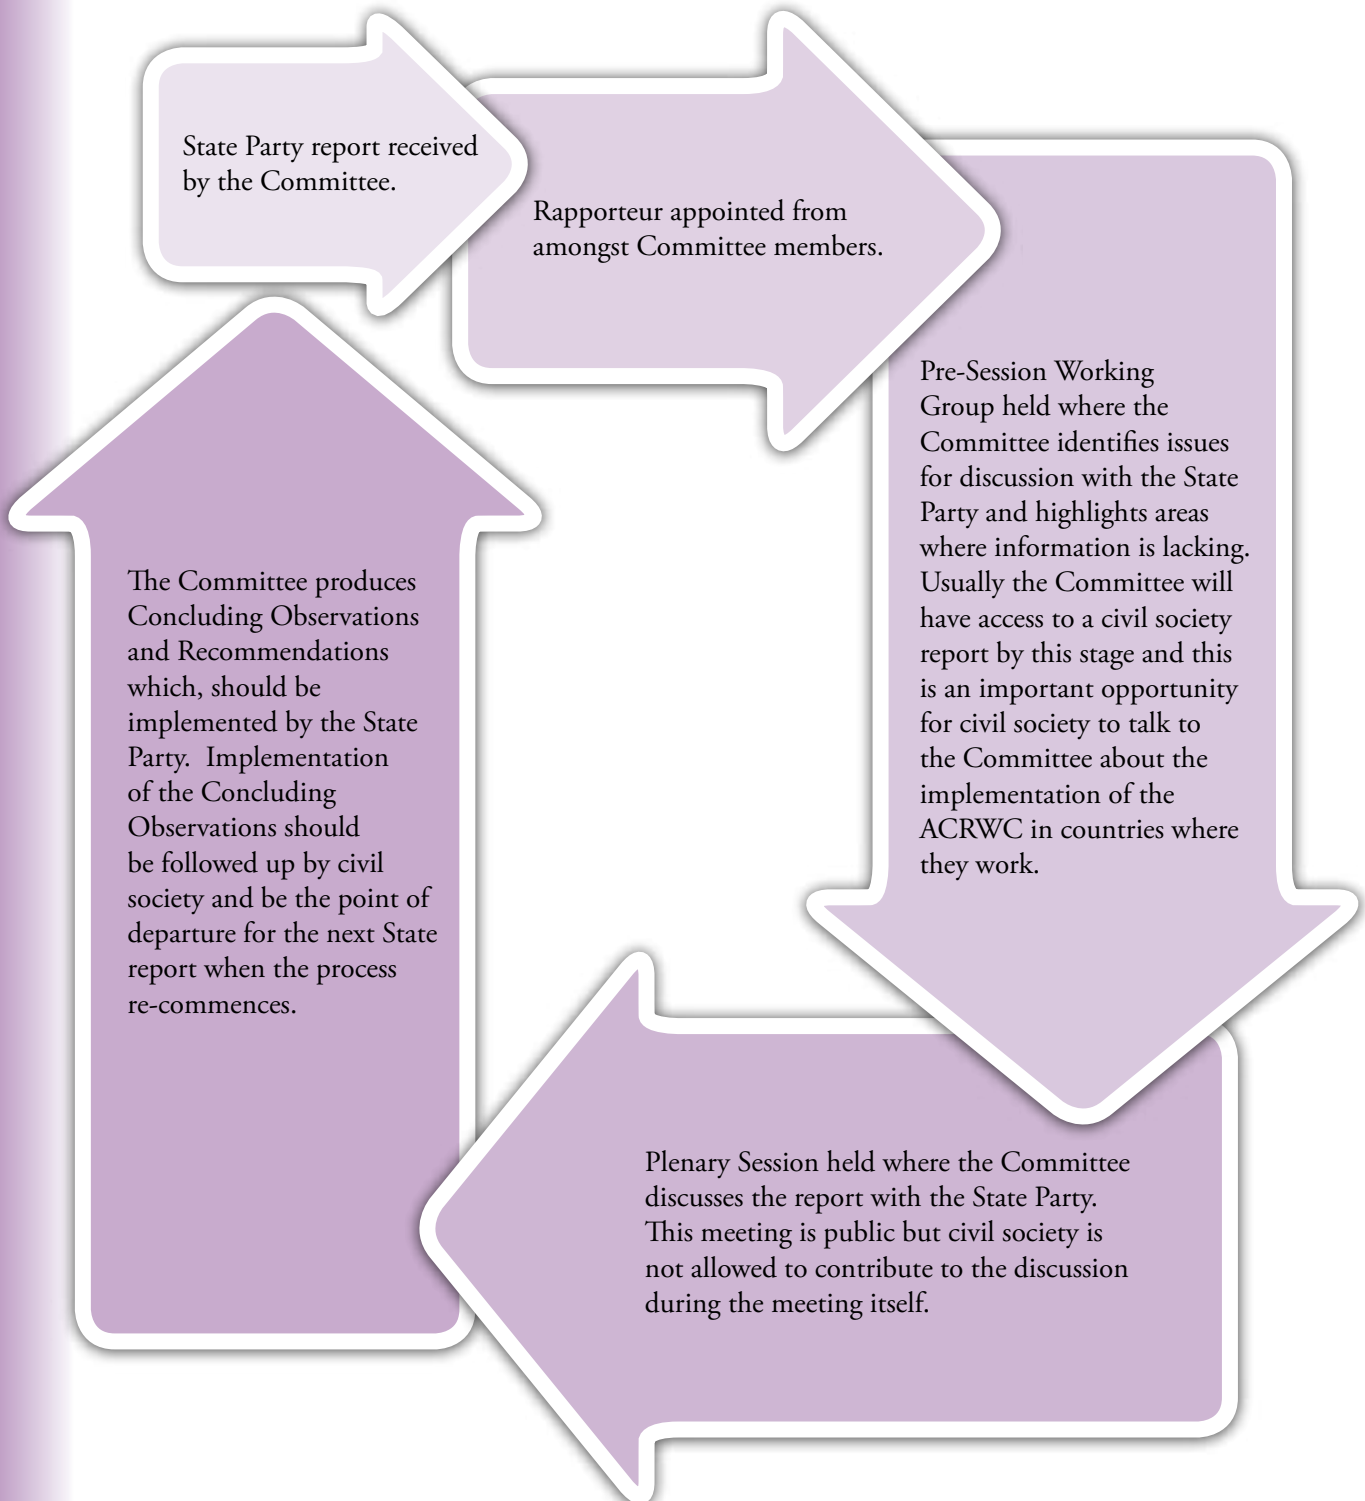 State Party report received
by the Committee.
Rapporteur appointed from
amongst Committee members.
Pre-Session Working
Group held where the
Committee identifies issues
for discussion with the State
Party and highlights areas
where information is lacking.
Usually the Committee will
have access to a civil society
report by this stage and this
is an important opportunity
for civil society to talk to
the Committee about the
implementation of the
ACRWC in countries where
they work.
Plenary Session held where the Committee
discusses the report with the State Party.
This meeting is public but civil society is
not allowed to contribute to the discussion
during the meeting itself.
The Committee produces
Concluding Observations
and Recommendations
which, should be
implemented by the State
Party.  Implementation
of the Concluding
Observations should
be followed up by civil
society and be the point of
departure for the next State
report when the process
re-commences.